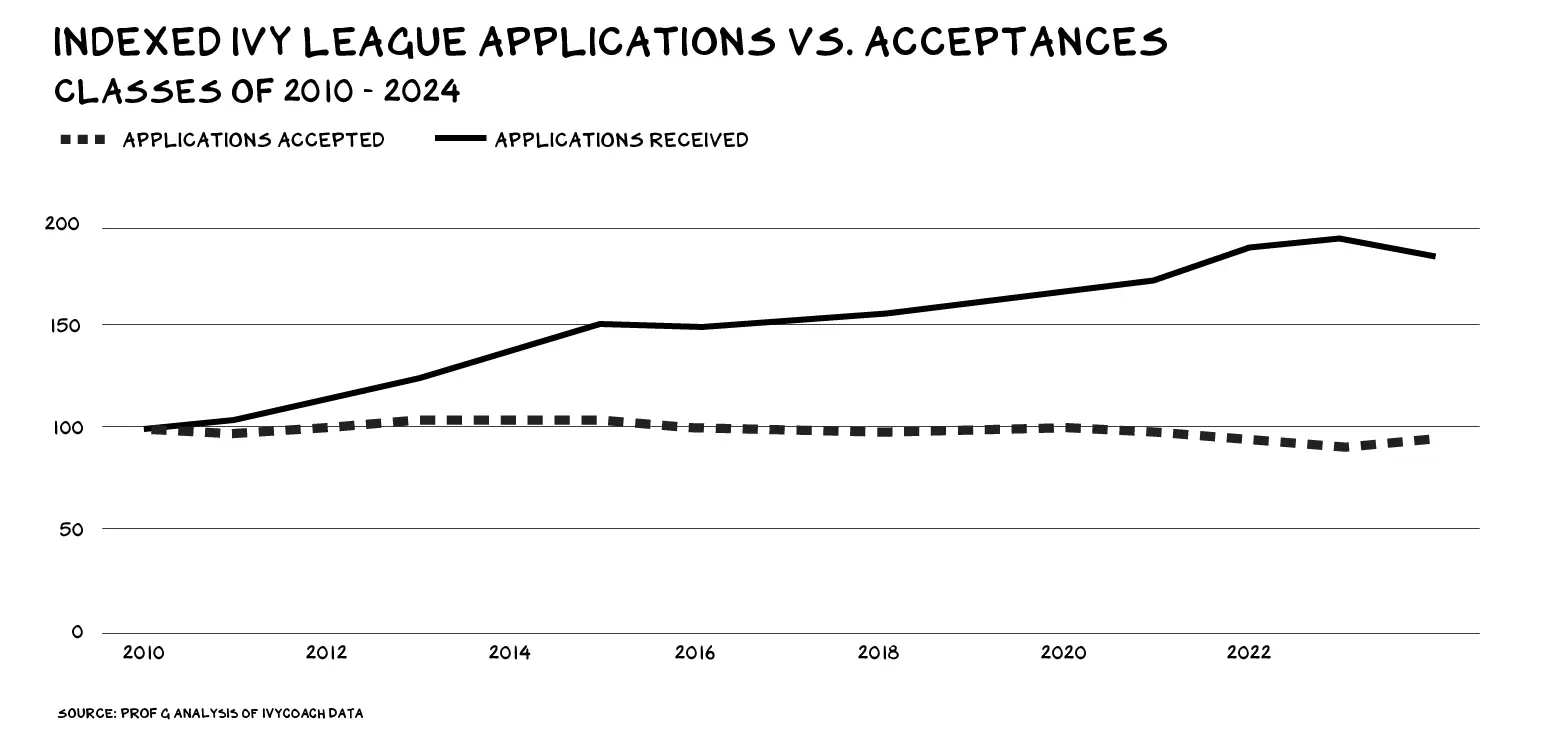 INDEXED IVY LEAGUE APPLICATIONS VS. ACCEPTANCES
CLASSES OF 2010 - 2024
APPLICATIONS ACCEPTED APPLICATIONS RECEIVED
200
150
100
50
0
2010 2012 2014 2016 2018 2020 2022
SOURCE: PROF G ANALYSIS OF IVYCOACH DATA